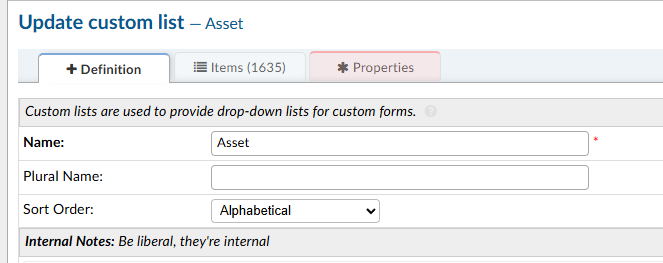 Update custom list – Asset
Definition Items (1635) Properties
Custom lists are used to provide drop-down lists for custom forms. ?
Name: Asset *
Plural Name:
Sort Order: Alphabetical
Internal Notes: Be liberal, they're internal